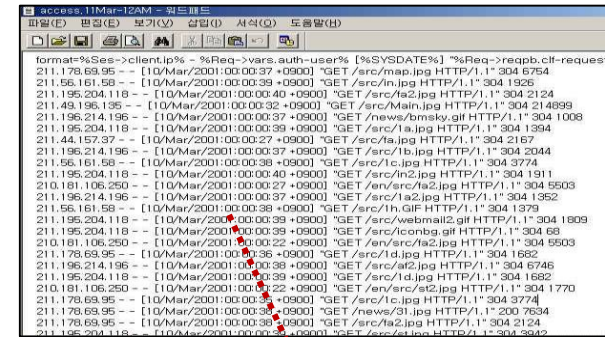 access,11Mar-12AM - 워드패드
파일(F) 편집(E) 보기(V) 삽입(I) 서식(O) 도움말(H)
format=%Ses->client.ip% - %Req->vars.auth-user% [%SYSDATE%] "%Req->reqpb.clf-request
211.178.69.95 - - [10/Mar/2001:00:00:37 +0900] "GET /src/map.jpg HTTP/1.1" 304 6754
211.56.161.58 - - [10/Mar/2001:00:00:39 +0900] "GET /src/in.jpg HTTP/1.1" 304 1926
211.195.204.118 - - [10/Mar/2001:00:00:40 +0900] "GET /src/fa2.jpg HTTP/1.1" 304 2124
211.49.196.135 - - [10/Mar/2001:00:00:32 +0900] "GET /src/Main.jpg HTTP/1.1" 304 214899
211.196.214.196 - - [10/Mar/2001:00:00:37 +0900] "GET /news/bmsky.gif HTTP/1.1" 304 1008
211.195.204.118 - - [10/Mar/2001:00:00:39 +0900] "GET /src/1a.jpg HTTP/1.1" 304 1394
211.44.157.37 - - [10/Mar/2001:00:00:27 +0900] "GET /src/fa.jpg HTTP/1.1" 304 2167
211.196.214.196 - - [10/Mar/2001:00:00:37 +0900] "GET /src/1b.jpg HTTP/1.1" 304 2044
211.56.161.58 - - [10/Mar/2001:00:00:38 +0900] "GET /src/1c.jpg HTTP/1.1" 304 3774
211.195.204.118 - - [10/Mar/2001:00:00:40 +0900] "GET /src/in2.jpg HTTP/1.1" 304 1911
210.181.106.250 - - [10/Mar/2001:00:00:27 +0900] "GET /en/src/fa2.jpg HTTP/1.1" 304 5503
211.196.214.196 - - [10/Mar/2001:00:00:37 +0900] "GET /src/1a2.jpg HTTP/1.1" 304 1352
211.56.161.58 - - [10/Mar/2001:00:00:38 +0900] "GET /src/1h.GIF HTTP/1.1" 304 1379
211.195.204.118 - - [10/Mar/2001:00:00:39 +0900] "GET /src/webmail2.gif HTTP/1.1" 304 1809
211.195.204.118 - - [10/Mar/2001:00:00:39 +0900] "GET /src/iconbg.gif HTTP/1.1" 304 68
210.181.106.250 - - [10/Mar/2001:00:00:22 +0900] "GET /en/src/fa2.jpg HTTP/1.1" 304 5503
211.178.69.95 - - [10/Mar/2001:00:00:36 +0900] "GET /src/1d.jpg HTTP/1.1" 304 1682
211.196.214.196 - - [10/Mar/2001:00:00:38 +0900] "GET /src/af2.jpg HTTP/1.1" 304 6746
211.195.204.118 - - [10/Mar/2001:00:00:39 +0900] "GET /src/1d.jpg HTTP/1.1" 304 1682
210.181.106.250 - - [10/Mar/2001:00:00:22 +0900] "GET /en/src/st2.jpg HTTP/1.1" 304 1770
211.178.69.95 - - [10/Mar/2001:00:00: +0900] "GET /src/1c.jpg HTTP/1.1" 304 3774
211.178.69.95 - - [10/Mar/2001:00:00:38 +0900] "GET /news/31.jpg HTTP/1.1" 200 7634
211.178.69.95 - - [10/Mar/2001:00:00:36 +0900] "GET /src/fa2.jpg HTTP/1.1" 304 2124
211.195.204.118 - - [10/Mar/2001:00:00:39 +0900] "GET HTTP/1.1" 304 3942